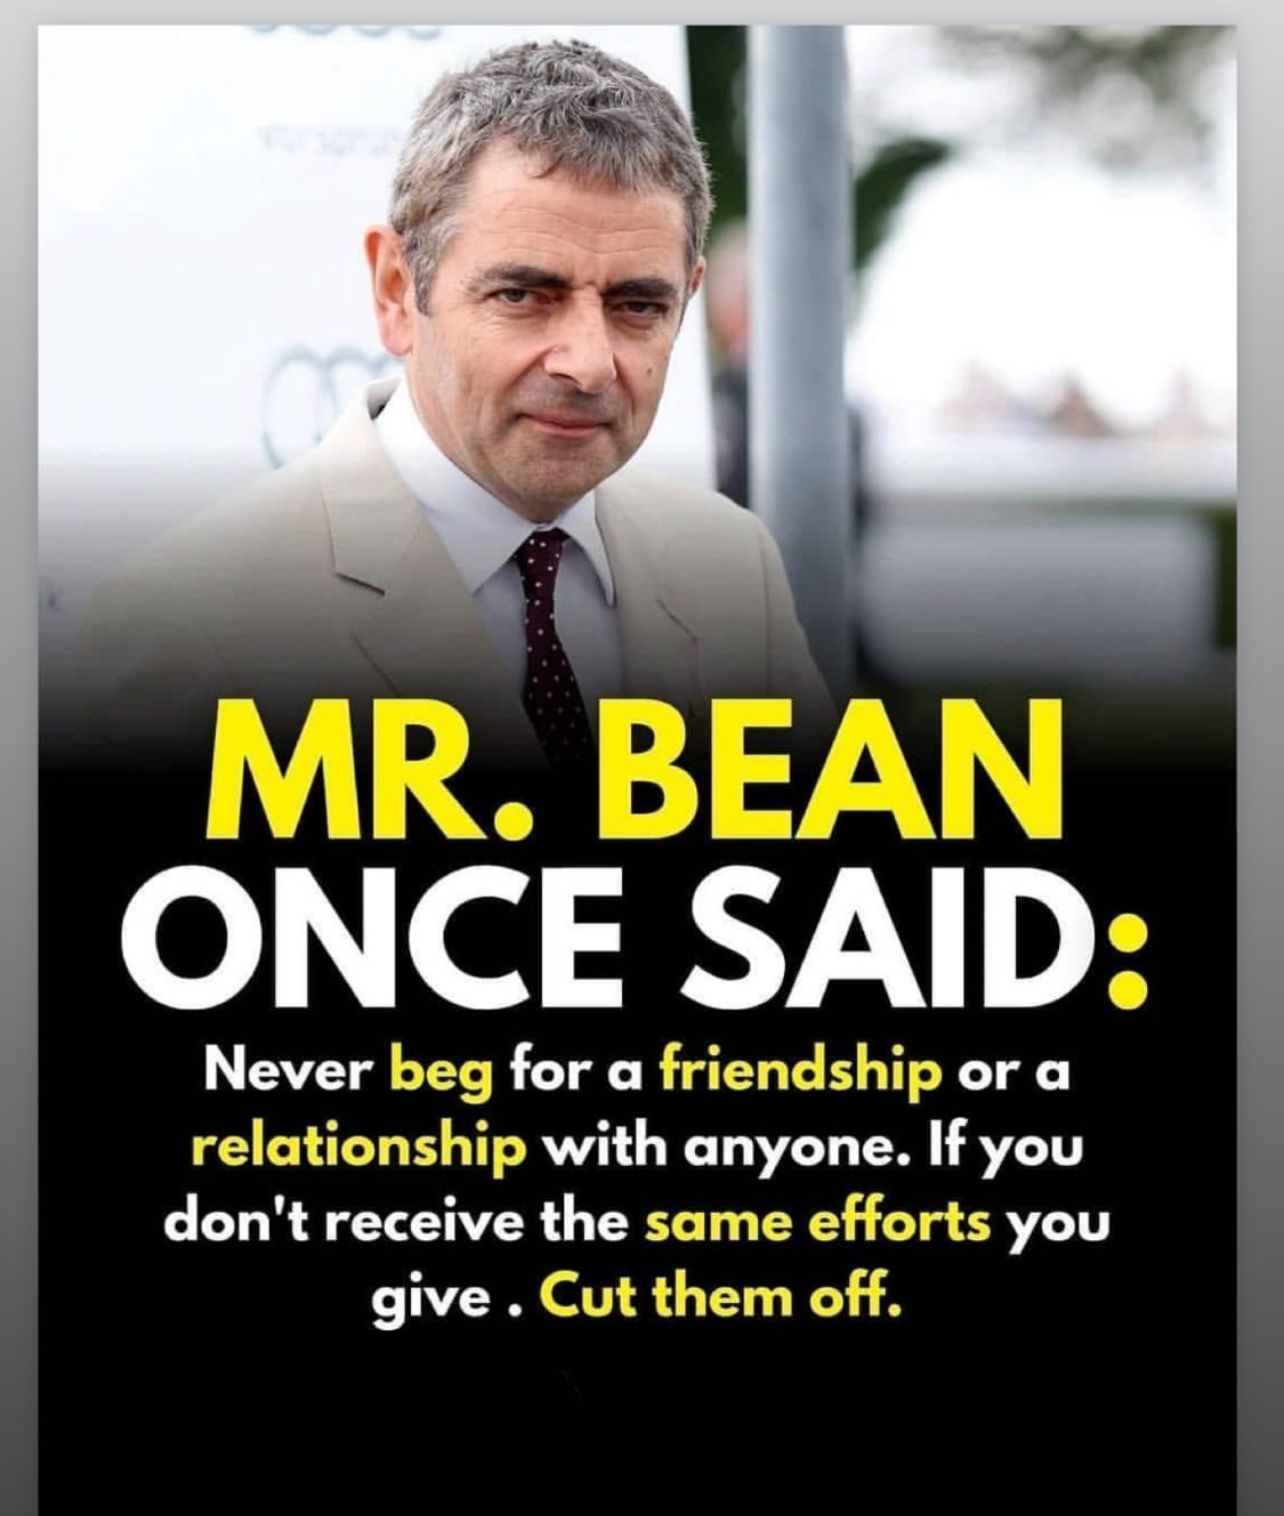 MR. BEAN
ONCE SAID:
Never beg for a friendship or a
relationship with anyone. If you
don't receive the same efforts you
give . Cut them off.